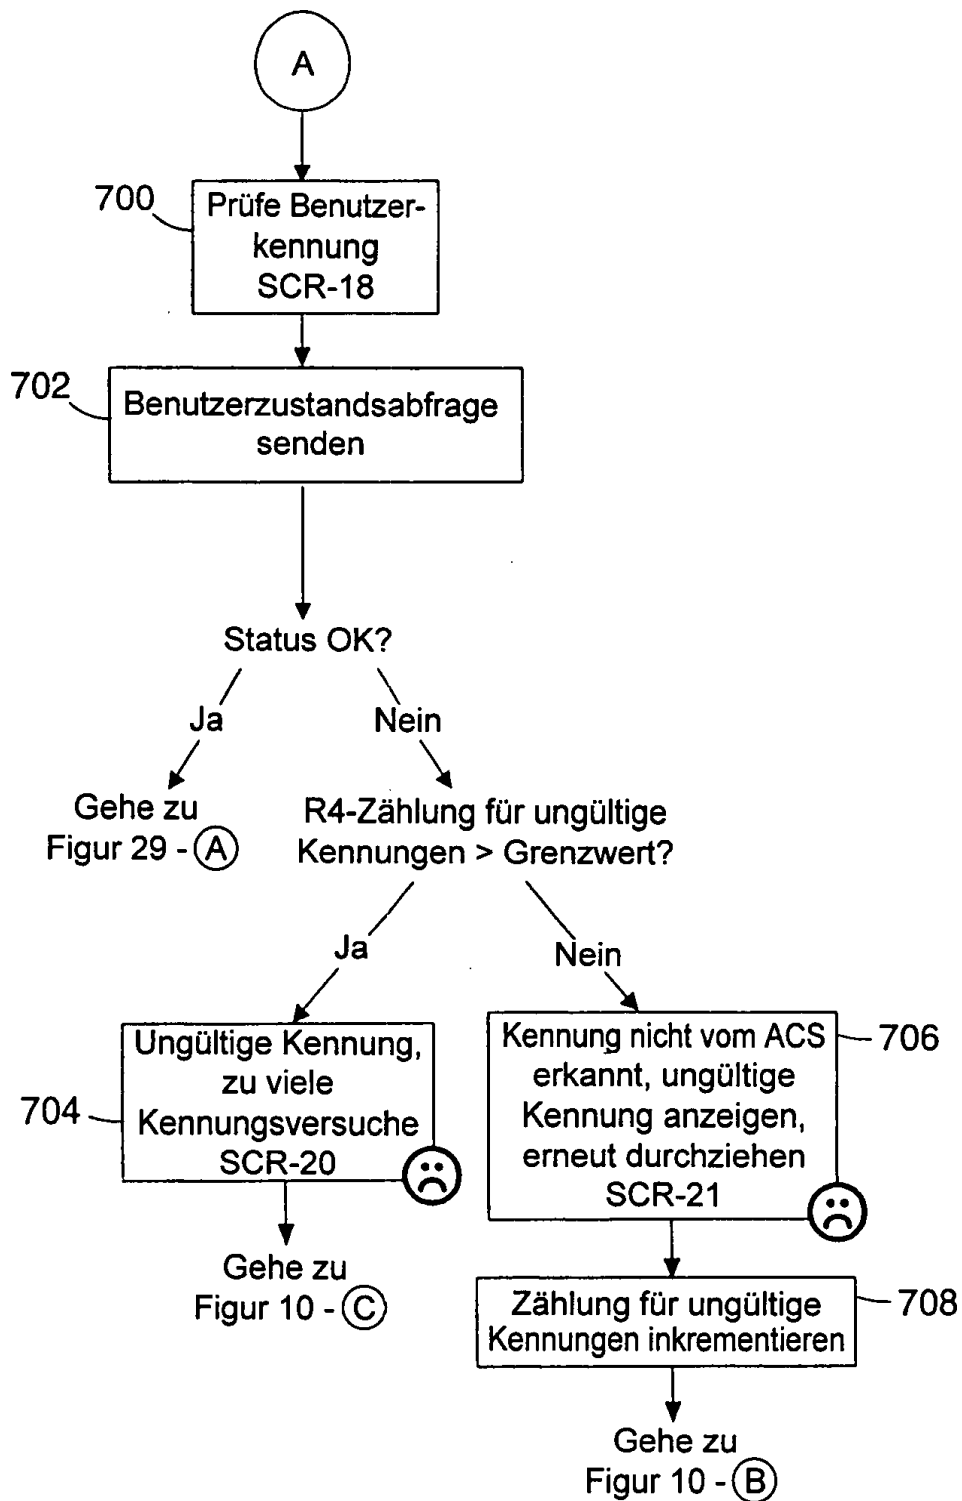 A
700
Prüfe Benutzer-
kennung
SCR-18
702
Benutzerzustandsabfrage
senden
Status OK?
Ja
Nein
Gehe zu
Figur 29 - A
R4-Zählung für ungültige
Kennungen > Grenzwert?
Ja
Nein
704
Ungültige Kennung,
zu viele
Kennungsversuche
SCR-20
Gehe zu
Figur 10 - C
706
Kennung nicht vom ACS
erkannt, ungültige
Kennung anzeigen,
erneut durchziehen
SCR-21
708
Zählung für ungültige
Kennungen inkrementieren
Gehe zu
Figur 10 - B